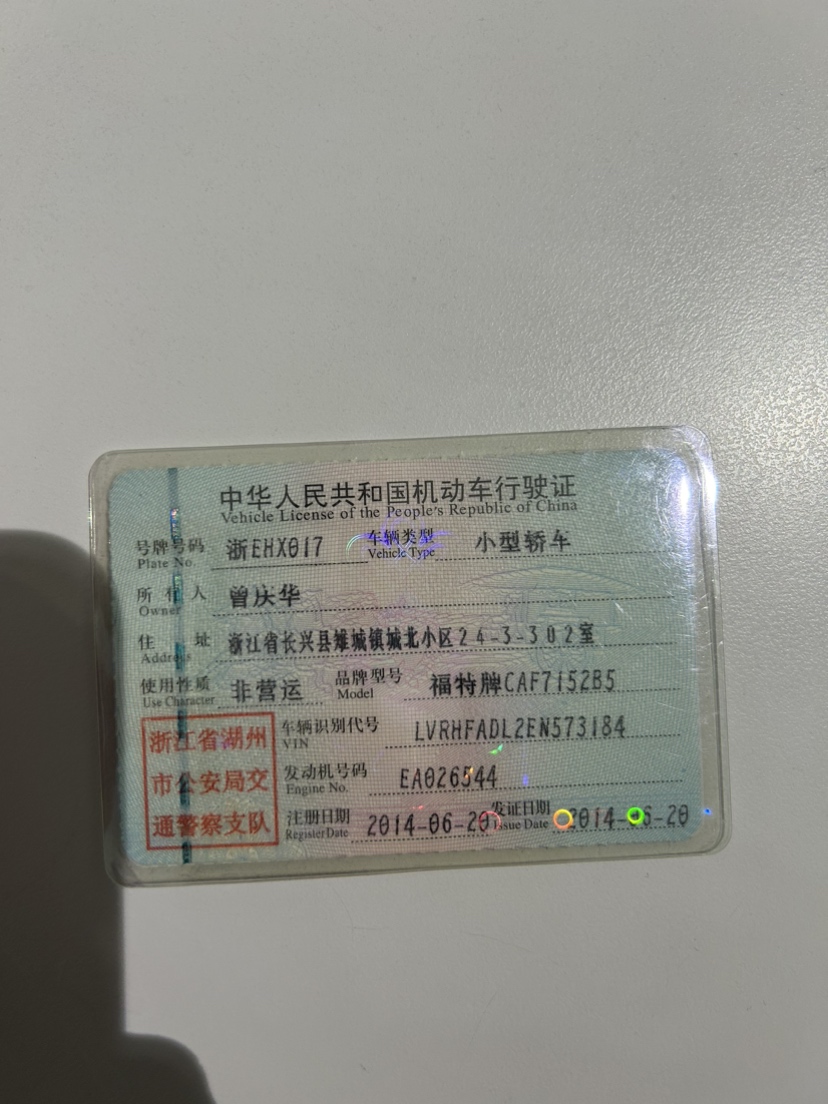 中华人民共和国机动车行驶证
Vehicle License of the People's Republic of China
号牌号码 浙EHX017 车辆类型 小型轿车
Plate No. Vehicle Type
所有人 曾庆华
Owner
住址 浙江省长兴县雉城镇城北小区24-3-302室
Address
使用性质 非营运 品牌型号 福特牌CAF7152B5
Use Character Model
浙江省湖州 车辆识别代号 LVRHFADL2EN573184
VIN
市公安局交 发动机号码 EA026544
Engine No.
通警察支队 注册日期 2014-06-20 发证日期 2014-06-20
Register Date Issue Date